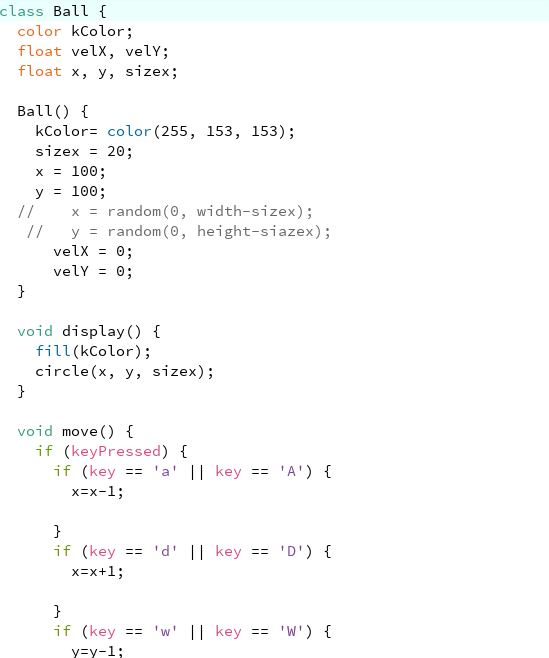 class Ball {
  color kColor;
  float velX, velY;
  float x, y, sizex;

  Ball() {
    kColor= color(255, 153, 153);
    sizex = 20;
    x = 100;
    y = 100;
  //    x = random(0, width-sizex);
   //   y = random(0, height-siazex);
      velX = 0;
      velY = 0;
  }

  void display() {
    fill(kColor);
    circle(x, y, sizex);
  }

  void move() {
    if (keyPressed) {
      if (key == 'a' || key == 'A') {
        x=x-1;

      }
      if (key == 'd' || key == 'D') {
        x=x+1;

      }
      if (key == 'w' || key == 'W') {
        y=y-1;